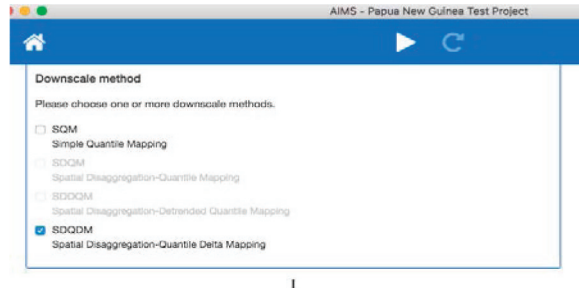 AIMS - Papua New Guinea Test Project
Downscale method
Please choose one or more downscale methods.
SQM
Simple Quantile Mapping
SDQM
Spatial Disaggregation-Quantile Mapping
SDDQM
Spatial Disaggregation-Detrended Quantile Mapping
SDQDM
Spatial Disaggregation-Quantile Delta Mapping